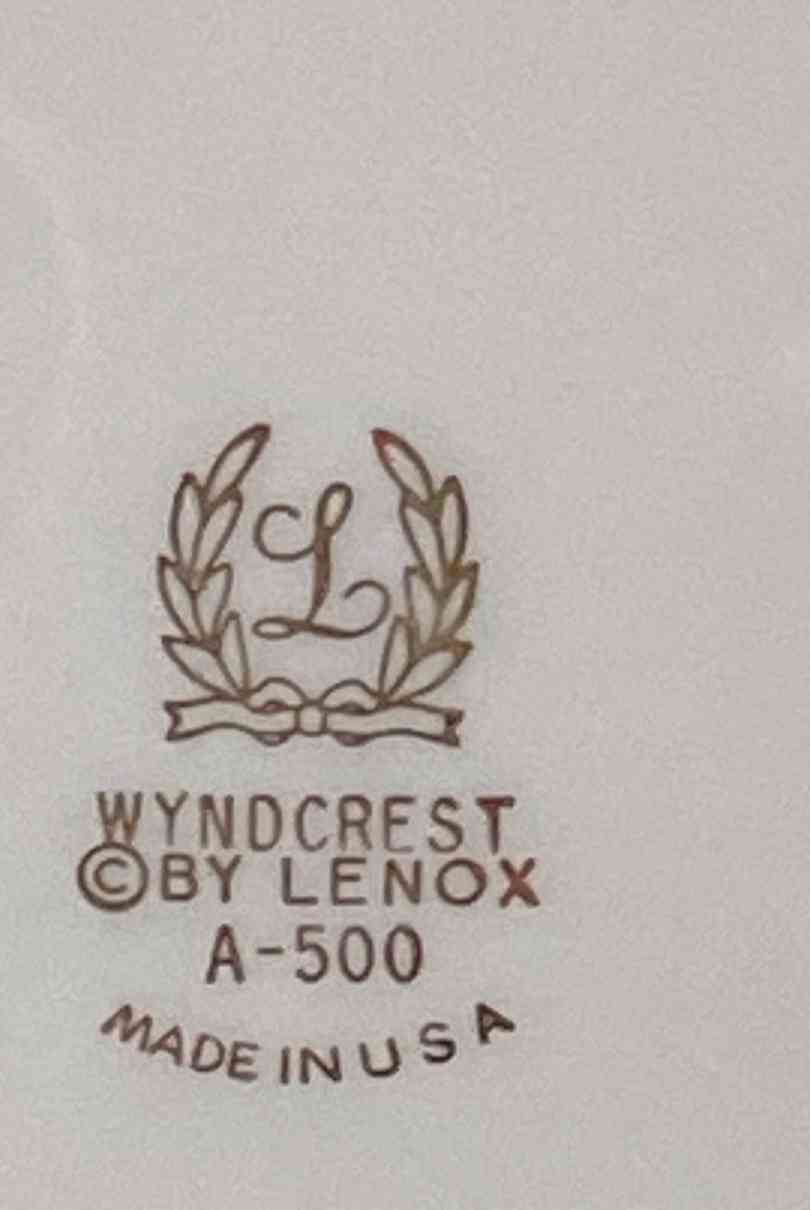 L
WYNDCREST
©BY LENOX
A-500
MADE IN USA